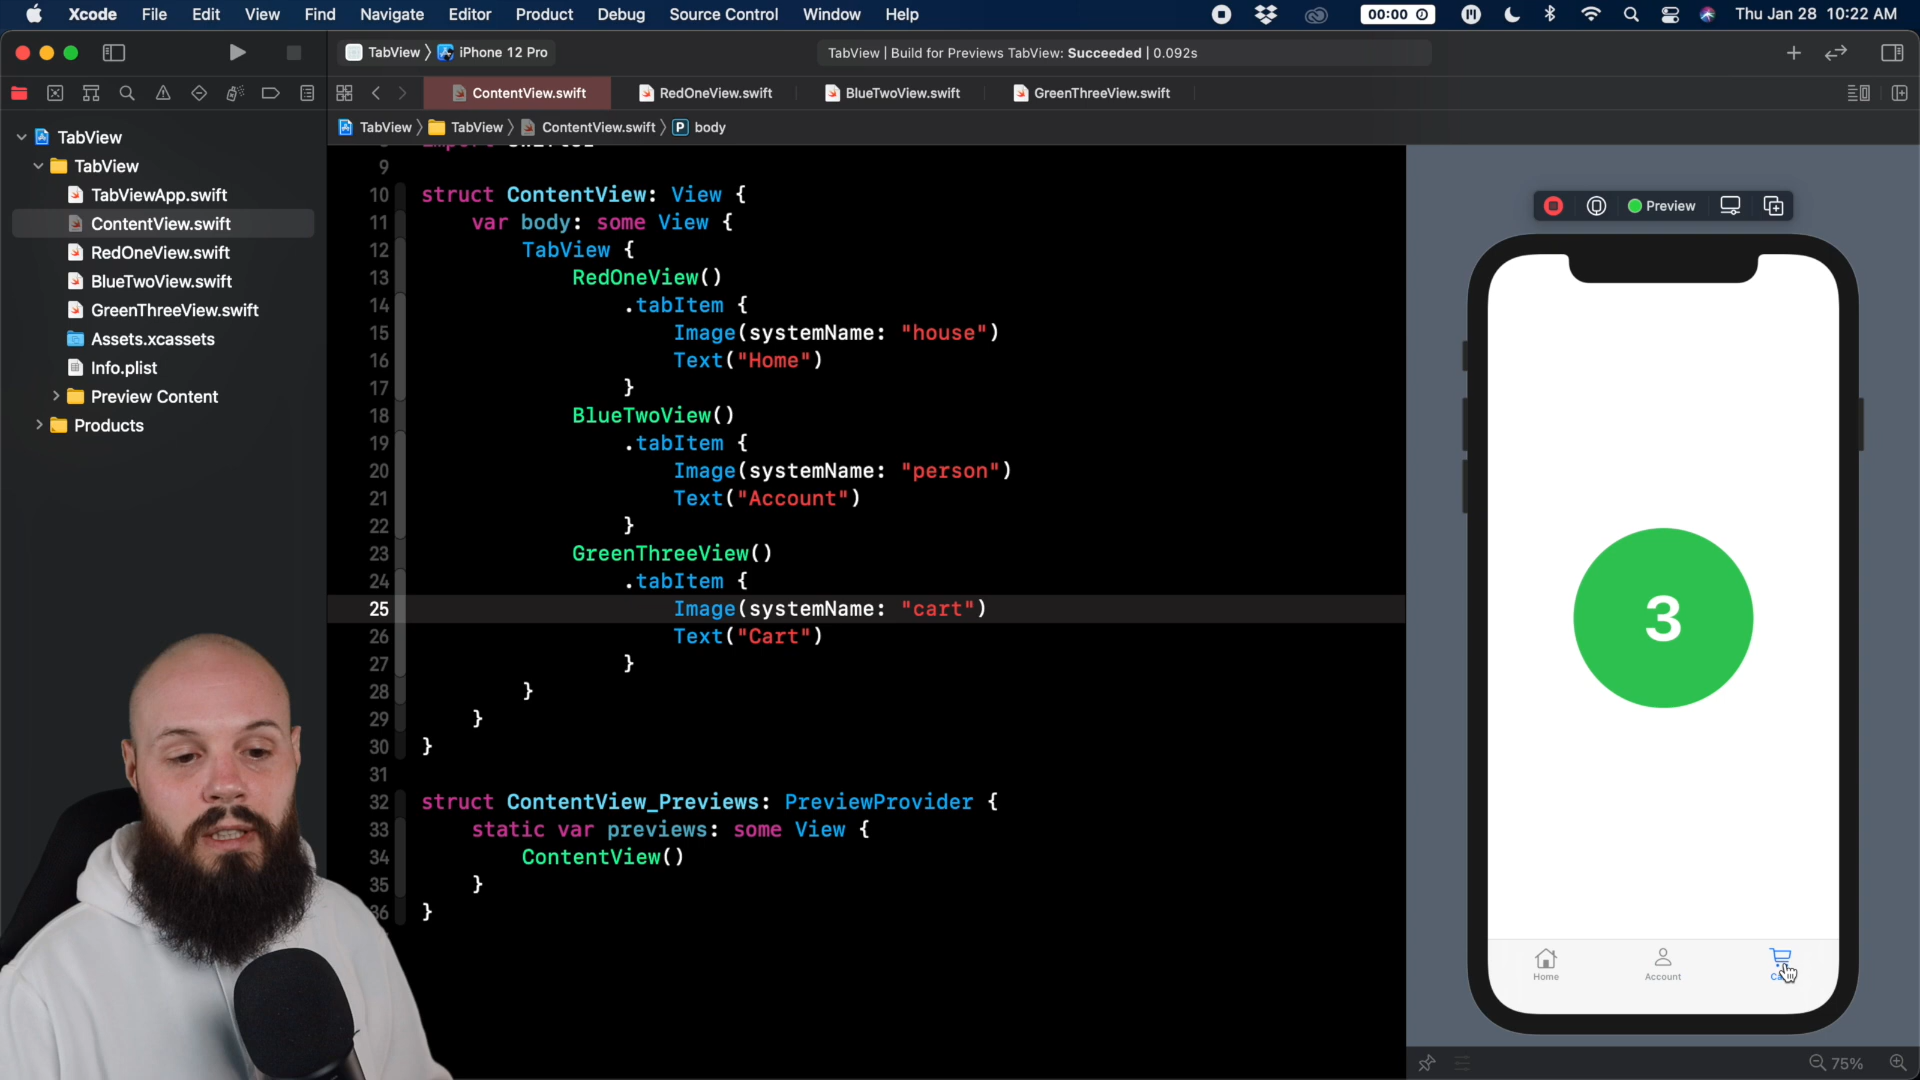 Xcode File Edit View Find Navigate Editor Product Debug Source Control Window Help 00:00 Thu Jan 28 10:22 AM
TabView iPhone 12 Pro TabView | Build for Previews TabView: Succeeded | 0.092s
ContentView.swift RedOneView.swift BlueTwoView.swift GreenThreeView.swift
TabView TabView ContentView.swift P body
TabView
TabView
TabViewApp.swift
ContentView.swift
RedOneView.swift
BlueTwoView.swift
GreenThreeView.swift
Assets.xcassets
Info.plist
Preview Content
Products
import SwiftUI
9
10 struct ContentView: View {
11 var body: some View {
12 TabView {
13 RedOneView()
14 .tabItem {
15 Image(systemName: "house")
16 Text("Home")
17 }
18 BlueTwoView()
19 .tabItem {
20 Image(systemName: "person")
21 Text("Account")
22 }
23 GreenThreeView()
24 .tabItem {
25 Image(systemName: "cart")
26 Text("Cart")
27 }
28 }
29 }
30 }
31
32 struct ContentView_Previews: PreviewProvider {
33 static var previews: some View {
34 ContentView()
35 }
36 }
Preview
3
Home Account
75%